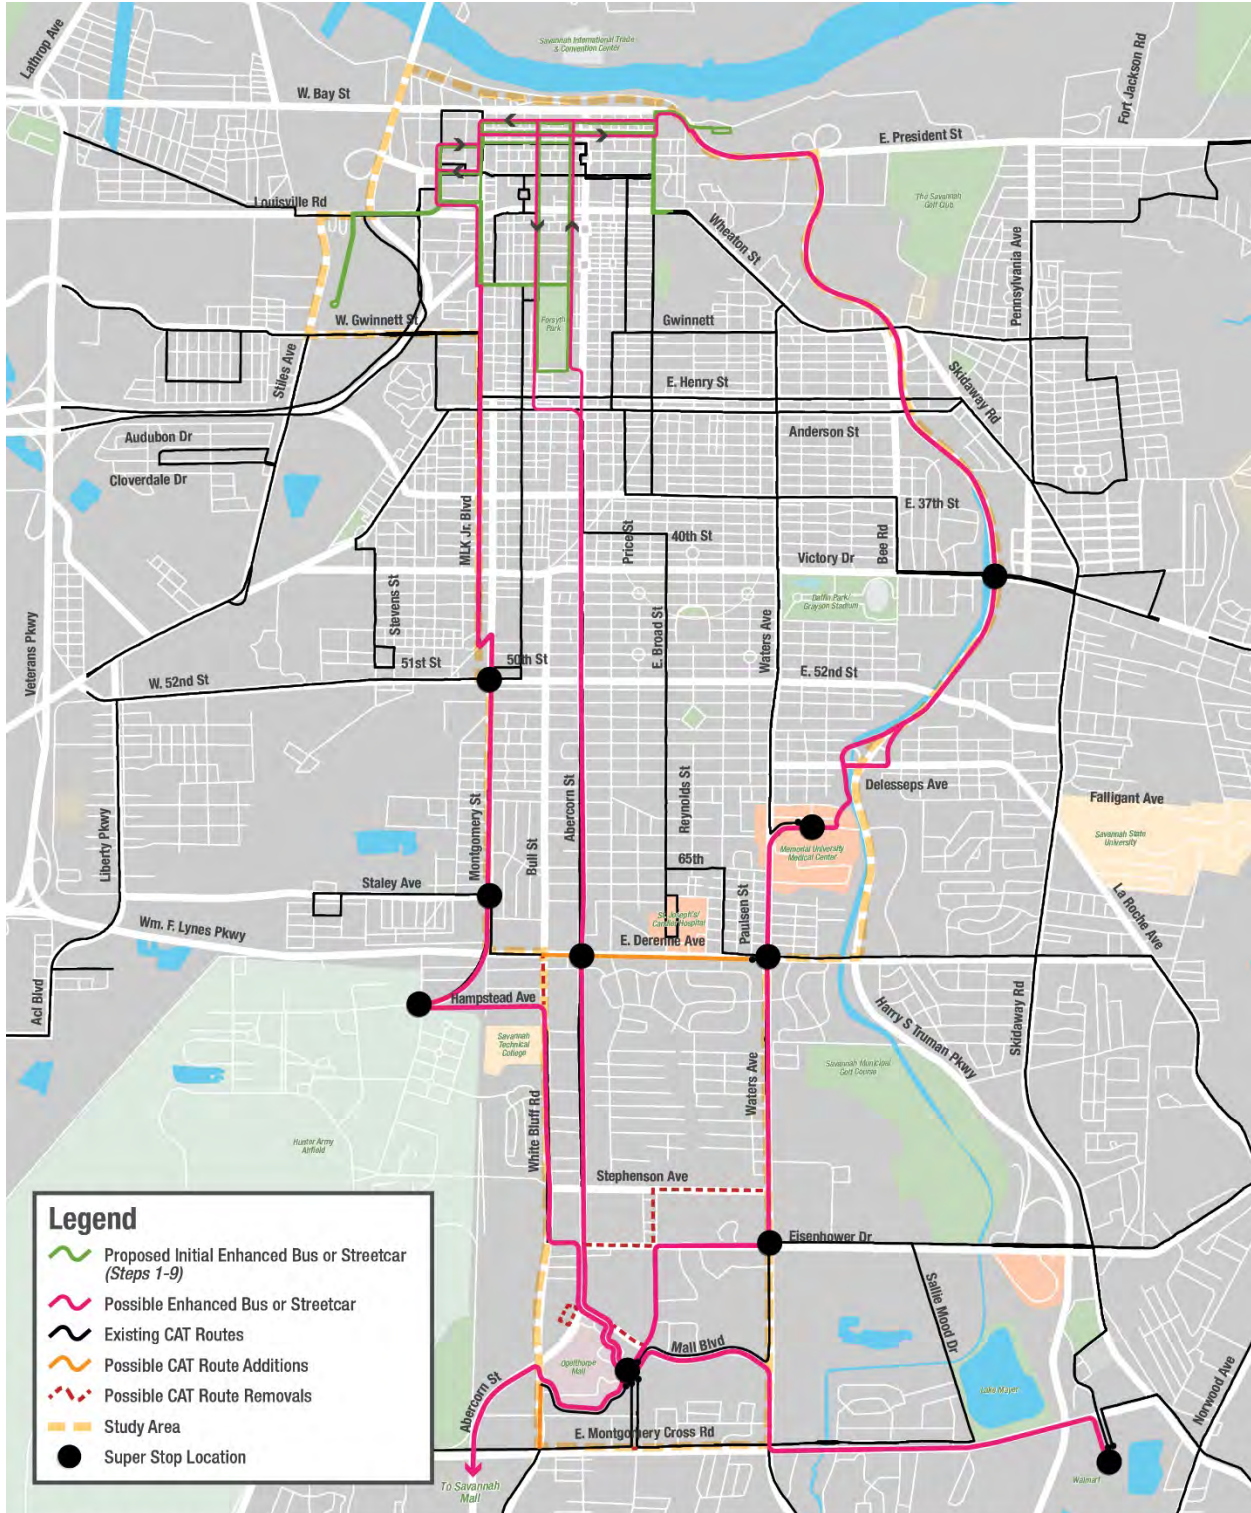 Savannah International Trade
& Convention Center
Lathrop Ave
W. Bay St
Fort Jackson Rd
E. President St
The Savannah
Golf Club
Louisville Rd
Wheaton St
Pennsylvania Ave
W. Gwinnett St
Forsyth
Park
Gwinnett
Stiles Ave
E. Henry St
Skidaway Rd
Audubon Dr
Anderson St
Cloverdale Dr
MLK Jr. Blvd
E. 37th St
Price St
40th St
Bee Rd
Victory Dr
Daffin Park/
Grayson Stadium
Stevens St
E. Broad St
Waters Ave
Veterans Pkwy
51st St
50th St
W. 52nd St
E. 52nd St
Liberty Pkwy
Montgomery St
Bull St
Abercorn St
Reynolds St
Delesseps Ave
Falligant Ave
Savannah State
University
Memorial University
Medical Center
65th
Staley Ave
Paulsen St
La Roche Ave
St. Joseph's/
Candler Hospital
Wm. F. Lynes Pkwy
E. Derenne Ave
Acl Blvd
Hampstead Ave
Harry S Truman Pkwy
Skidaway Rd
Savannah
Technical
College
Savannah Municipal
Golf Course
Waters Ave
Hunter Army
Airfield
White Bluff Rd
Stephenson Ave
Eisenhower Dr
Sallie Mood Dr
Mall Blvd
Oglethorpe
Mall
Lake Mayer
Norwood Ave
Abercorn St
E. Montgomery Cross Rd
Walmart
To Savannah
Mall
Legend
Proposed Initial Enhanced Bus or Streetcar
(Steps 1-9)
Possible Enhanced Bus or Streetcar
Existing CAT Routes
Possible CAT Route Additions
Possible CAT Route Removals
Study Area
Super Stop Location